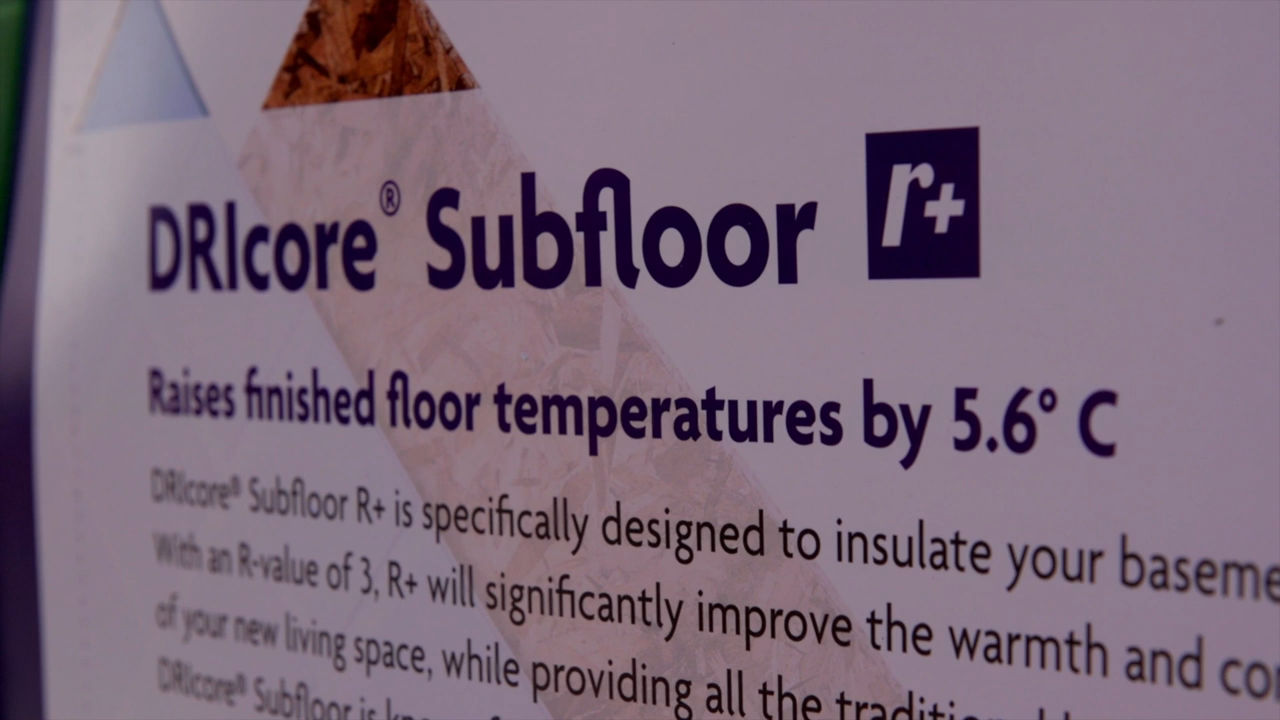 DRIcore® Subfloor r+
Raises finished floor temperatures by 5.6° C
DRIcore® Subfloor R+ is specifically designed to insulate your baseme
With an R-value of 3, R+ will significantly improve the warmth and co
of your new living space, while providing all the
DRIcore® Subfloor is